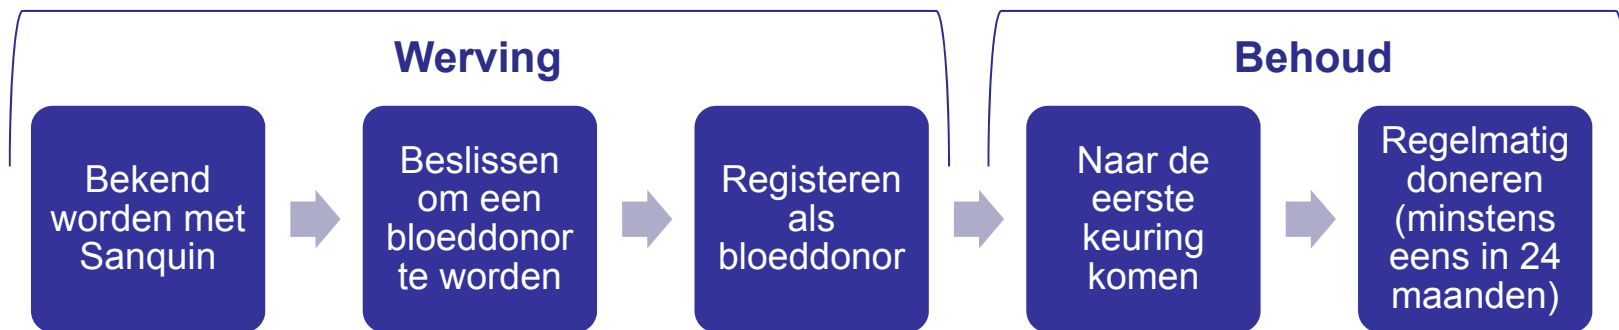 Werving
Behoud
Bekend
worden met
Sanquin
Beslissen
om een
bloeddonor
te worden
Registeren
als
bloeddonor
Naar de
eerste
keuring
komen
Regelmatig
doneren
(minstens
eens in 24
maanden)